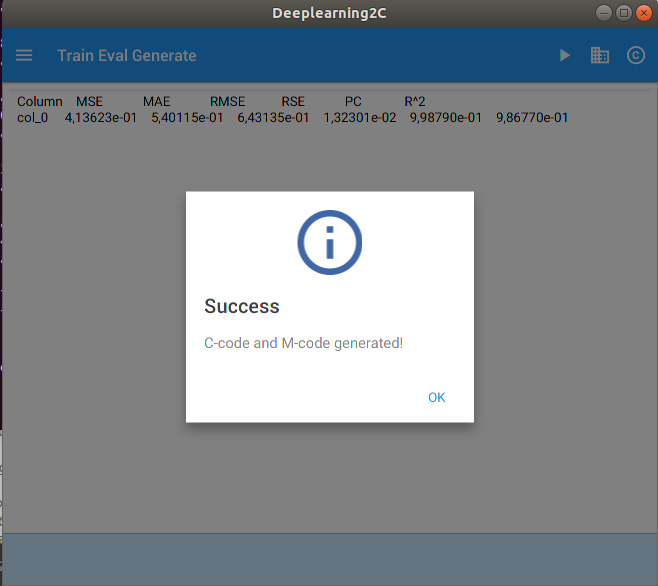 Deeplearning2C
Train Eval Generate
Column MSE MAE RMSE RSE PC R^2
col_0 4,13623e-01 5,40115e-01 6,43135e-01 1,32301e-02 9,98790e-01 9,86770e-01
Success
C-code and M-code generated!
OK